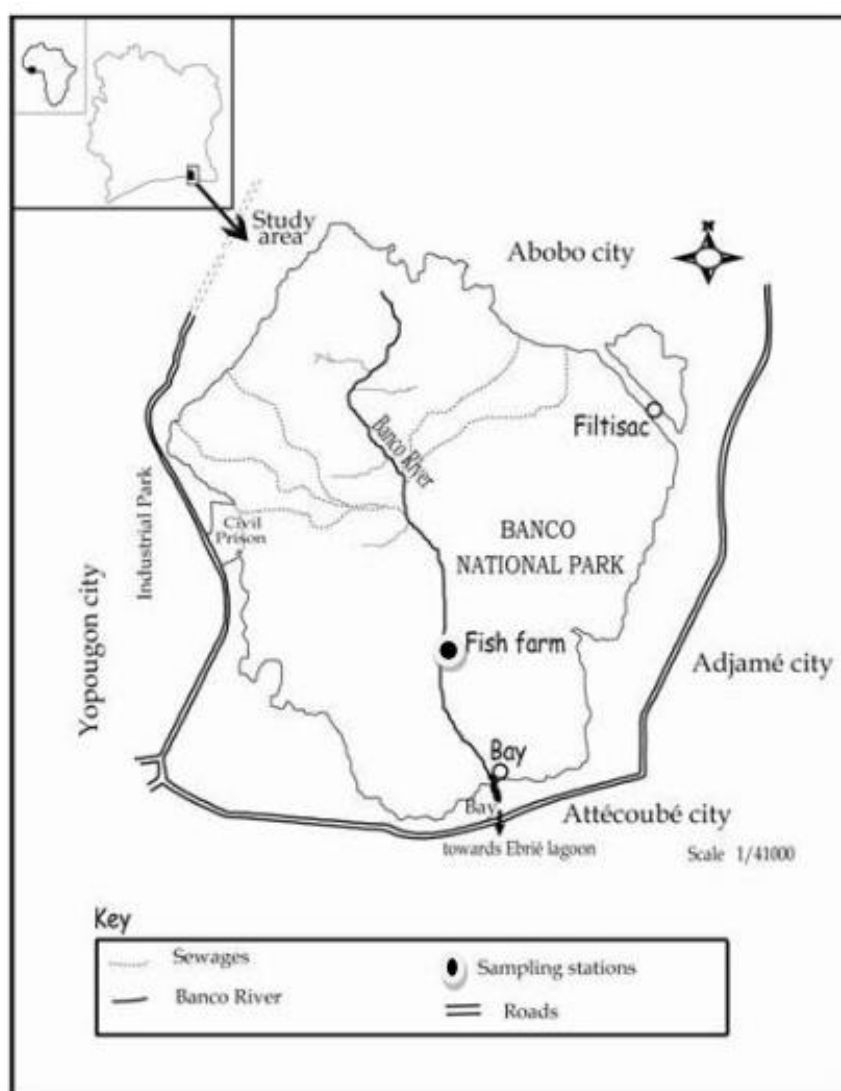 Study
area
N
Abobo city
Filtisac
Banco River
Industrial Park
Civil
Prison
BANCO
NATIONAL PARK
Yopougon city
Fish farm
Adjamé city
Bay
Bay
Attécoubé city
towards Ebrié lagoon
Scale 1/41000
Key
Sewages
Sampling stations
Banco River
Roads